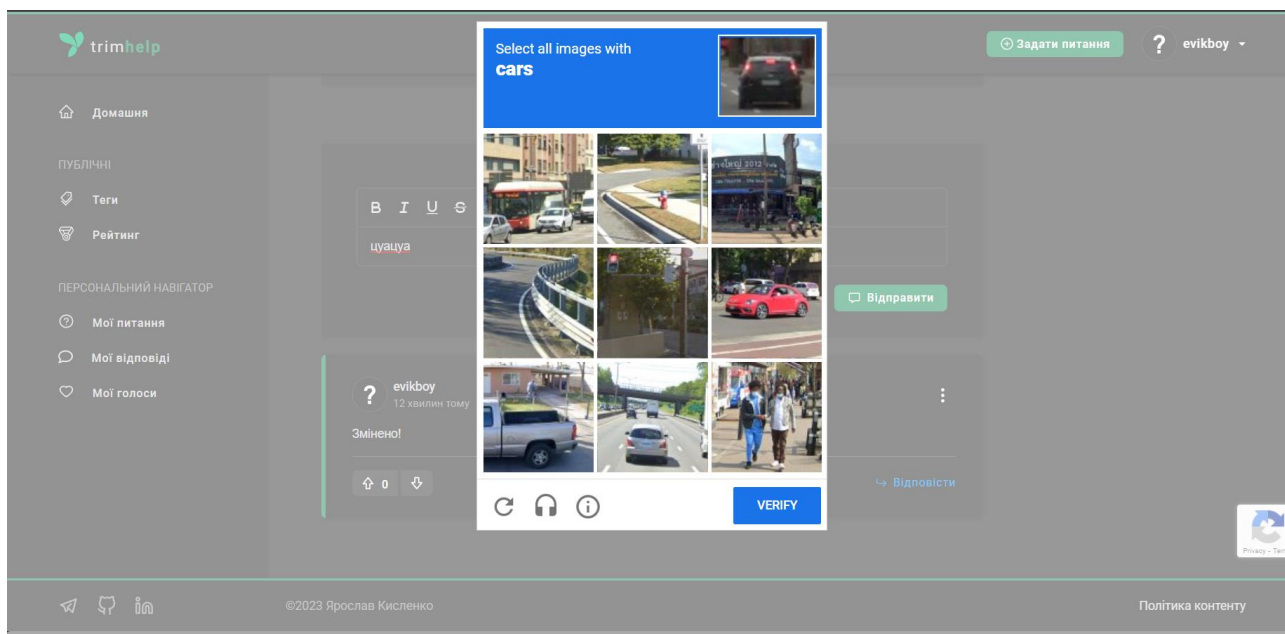 trimhelp
Задати питання
? evikboy
Домашня
ПУБЛІЧНІ
Теги
Рейтинг
ПЕРСОНАЛЬНИЙ НАВІГАТОР
Мої питання
Мої відповіді
Мої голоси
B I U S
цуацуа
Відправити
? evikboy
12 хвилин тому
Змінено!
0
Відповісти
Select all images with
cars
2012
VERIFY
Privacy
©2023 Ярослав Кисленко
Політика контенту